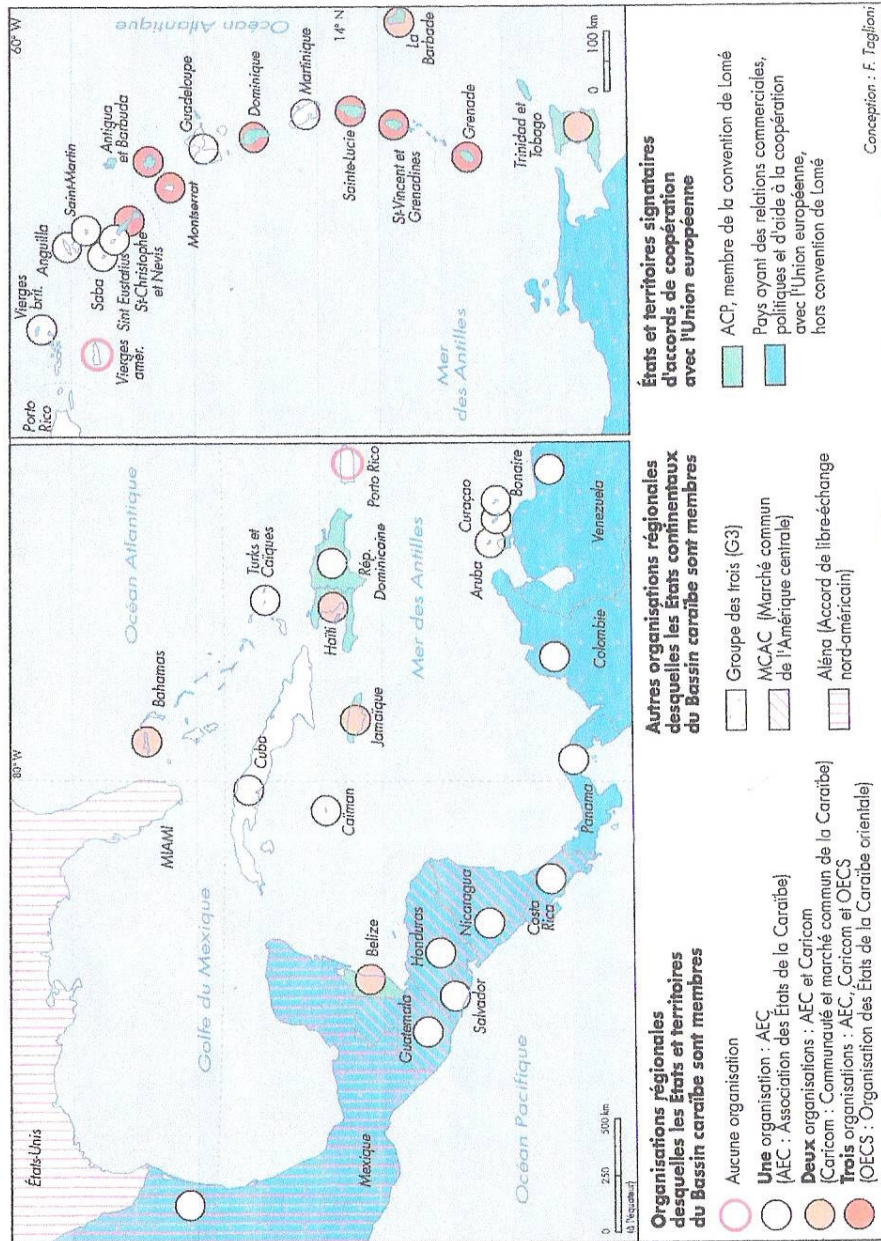 États-Unis
Golfe du Mexique
MIAMI
80° W
Océan Atlantique
Bahamas
Turks et
Caïques
Cuba
Caïman
Jamaïque
Haïti
Rép.
Dominicaine
Porto Rico
Mer des Antilles
Mexique
Belize
Guatemala
Honduras
Salvador
Nicaragua
Costa
Rica
Panama
Océan Pacifique
Aruba
Curaçao
Bonaire
Colombie
Venezuela
0 250 500 km
(à l'équateur)
60° W
Océan Atlantique
Porto
Rico
Vierges
brit.
Vierges
amér.
Anguilla
Saint-Martin
Saba
Sint Eustatius
St-Christophe
et Nevis
Antigua
et Barbuda
Montserrat
Guadeloupe
Dominique
Martinique
14° N
Sainte-Lucie
St-Vincent et
Grenadines
La
Barbade
Grenade
Trinidad et
Tobago
Mer
des Antilles
0 100 km
Organisations régionales
desquelles les États et territoires
du Bassin caraïbe sont membres
Aucune organisation
Une organisation : AEC
(AEC : Association des États de la Caraïbe)
Deux organisations : AEC et Caricom
(Caricom : Communauté et marché commun de la Caraïbe)
Trois organisations : AEC, Caricom et OECS
(OECS : Organisation des États de la Caraïbe orientale)
Autres organisations régionales
desquelles les États continentaux
du Bassin caraïbe sont membres
Groupe des trois (G3)
MCAC (Marché commun
de l'Amérique centrale)
Aléna (Accord de libre-échange
nord-américain)
États et territoires signataires
d'accords de coopération
avec l'Union européenne
ACP, membre de la convention de Lomé
Pays ayant des relations commerciales,
politiques et d'aide à la coopération
avec l'Union européenne,
hors convention de Lomé
Conception : F. Taglioni